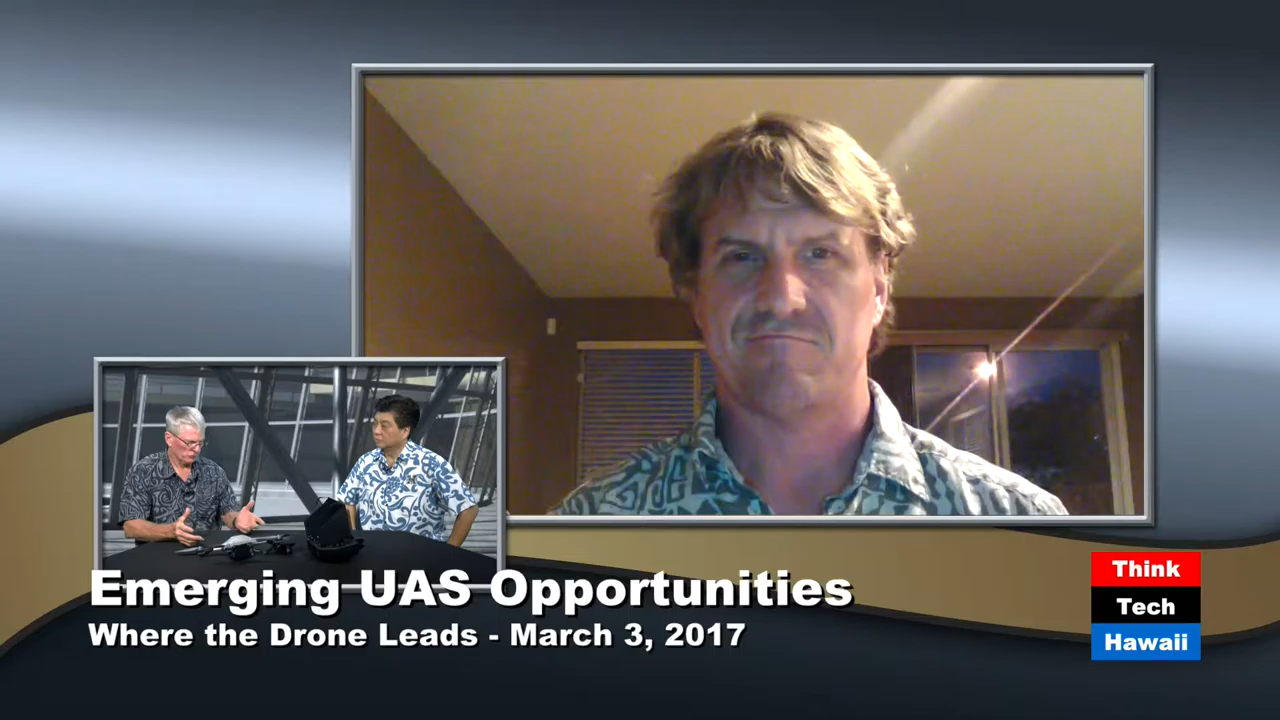 Emerging UAS Opportunities
Where the Drone Leads - March 3, 2017
Think
Tech
Hawaii